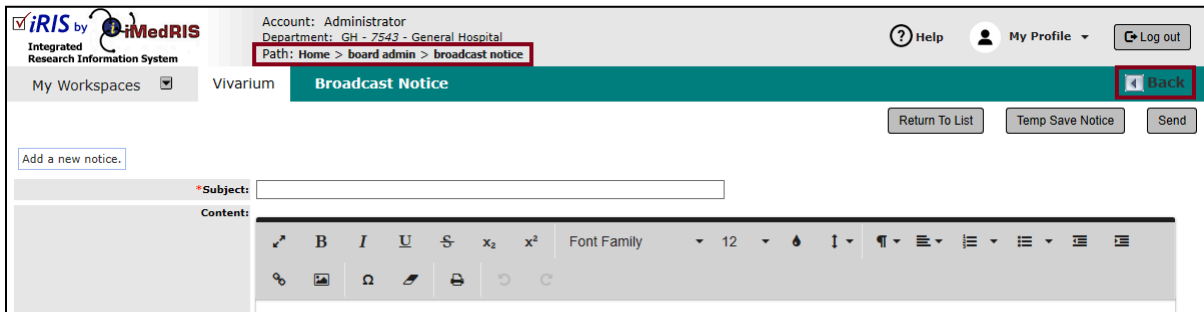 iRIS by iMedRIS
Integrated
Research Information System
Account: Administrator
Department: GH - 7543 - General Hospital
Path: Home > board admin > broadcast notice
? Help
My Profile
Log out
My Workspaces
Vivarium
Broadcast Notice
Back
Return To List
Temp Save Notice
Send
Add a new notice.
*Subject:
Content:
B I U S x₂ x² Font Family 12 ¶
Ω